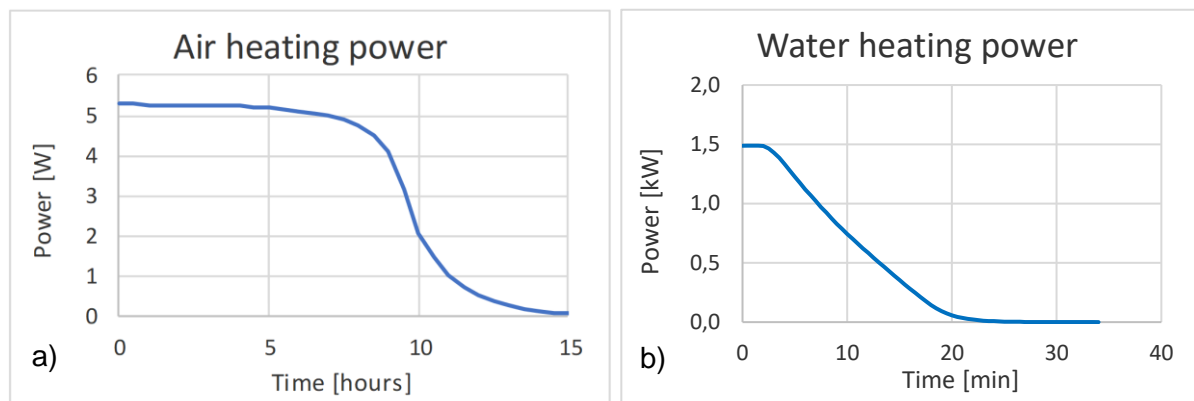 Air heating power
6
5
4
3
2
1
0
Power [W]
0 5 10 15
Time [hours]
a)
Water heating power
2,0
1,5
1,0
0,5
0,0
Power [kW]
0 10 20 30 40
Time [min]
b)